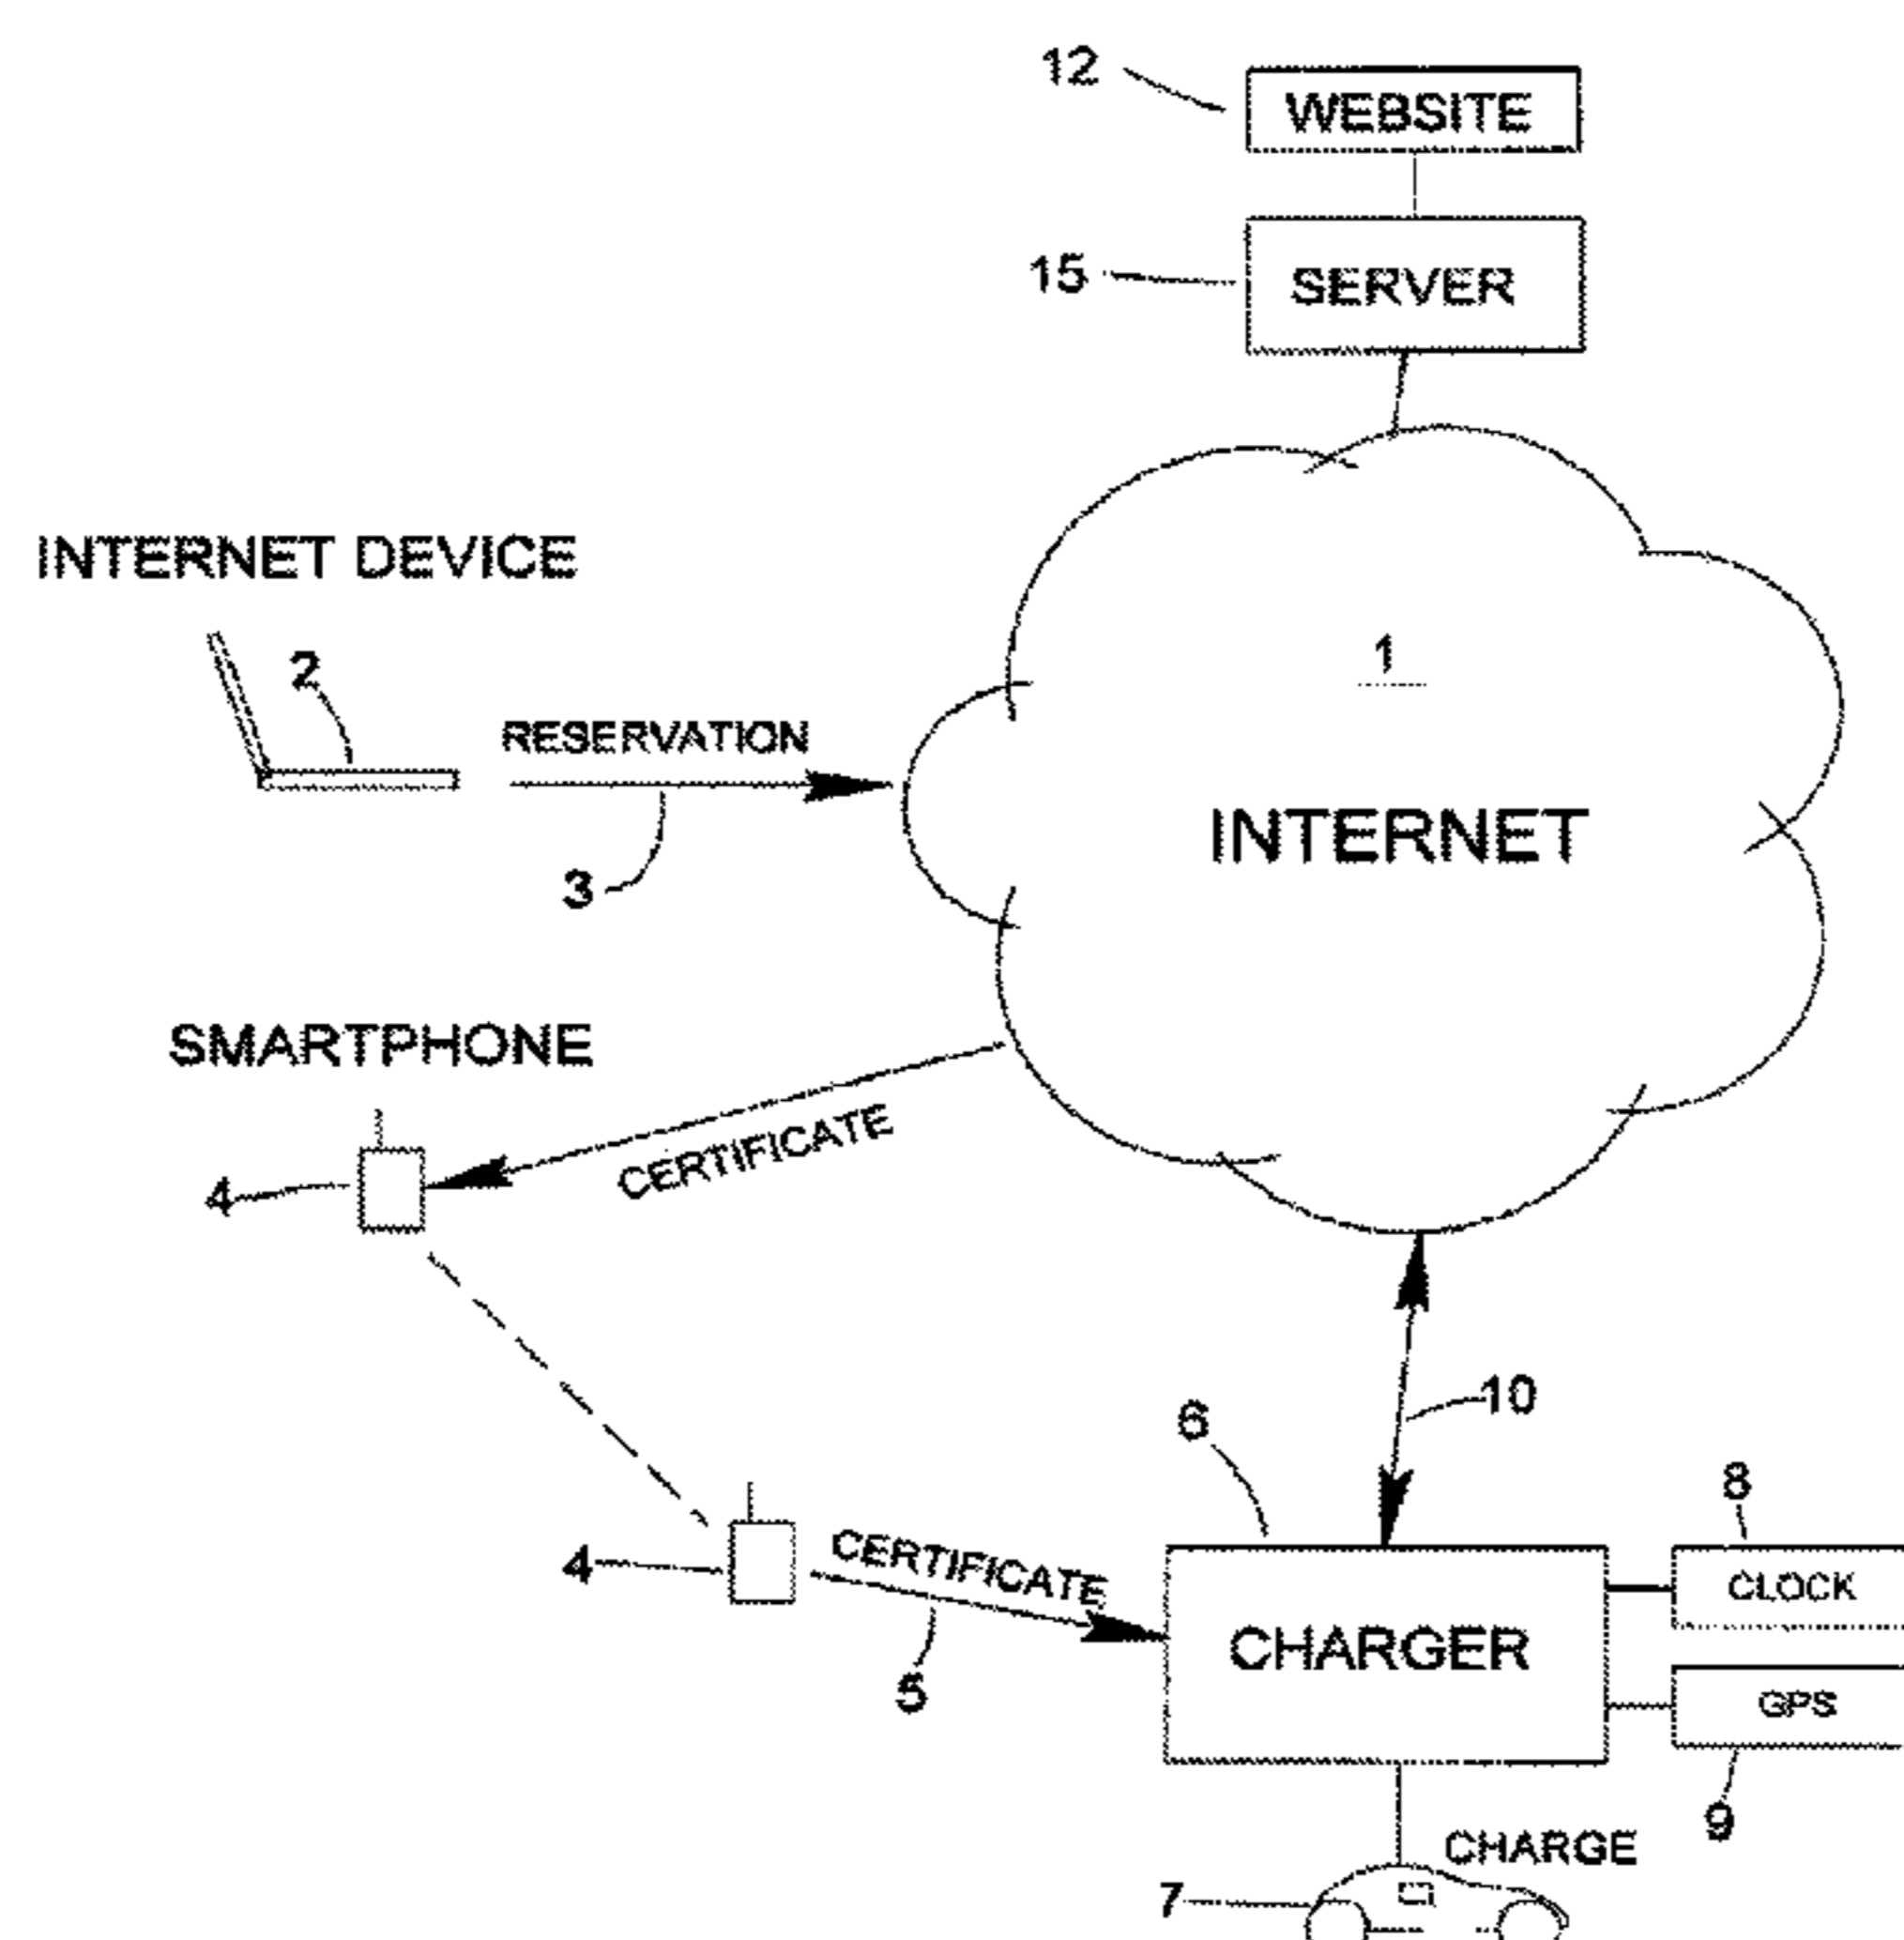 12
WEBSITE
15
SERVER
INTERNET DEVICE
2
RESERVATION
3
1
INTERNET
SMARTPHONE
CERTIFICATE
4
10
6
8
CLOCK
4
CERTIFICATE
5
CHARGER
GPS
9
CHARGE
7